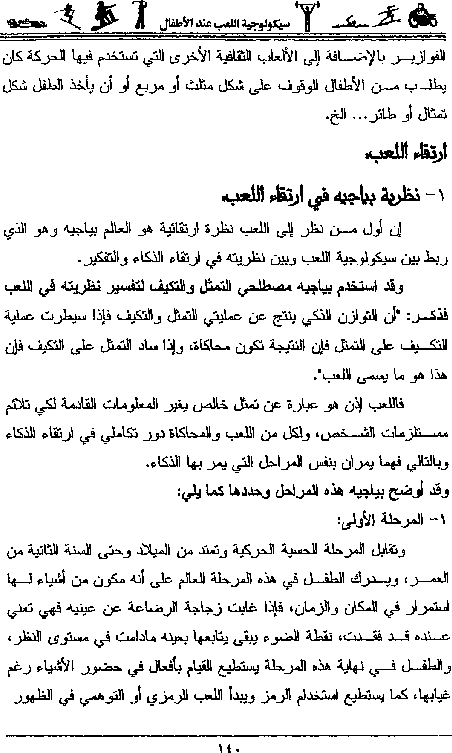 سيكولوجية اللعب عند الأطفال
الفوازير بالإضافة إلى الألعاب الثقافية الأخرى التي تستخدم فيها الحركة كان
يطلب من الأطفال الوقوف على شكل مثلث أو مربع أو أن يأخذ الطفل شكل
تمثال أو طائر... الخ.
ارتقاء اللعب.
١- نظرية بياجيه في ارتقاء اللعب.
إن أول من نظر إلى اللعب نظرة ارتقائية هو العالم بياجيه وهو الذي
ربط بين سيكولوجية اللعب وبين نظريته في ارتقاء الذكاء والتفكير.
وقد استخدم بياجيه مصطلحي التمثل والتكيف لتفسير نظريته في اللعب
فذكر: "أن التوازن الذكي ينتج عن عمليتي التمثل والتكيف فإذا سيطرت عملية
التكيف على التمثل فإن النتيجة تكون محاكاة، وإذا ساد التمثل على التكيف فإن
هذا هو ما يسمى اللعب".
فاللعب إذن هو عبارة عن تمثل خالص يغير المعلومات القادمة لكي تلائم
مستلزمات الشخص، ولكل من اللعب والمحاكاة دور تكاملي في ارتقاء الذكاء
وبالتالي فهما يمران بنفس المراحل التي يمر بها الذكاء.
وقد أوضح بياجيه هذه المراحل وحددها كما يلي:
١- المرحلة الأولى:
وتقابل المرحلة الحسية الحركية وتمتد من الميلاد وحتى السنة الثانية من
العمر، ويدرك الطفل في هذه المرحلة العالم على أنه مكون من أشياء لها
استمرار في المكان والزمان، فإذا غابت زجاجة الرضاعة عن عينيه فهي تعني
عنده قد فقدت، نقطة الضوء يبقى يتابعها بعينه مادامت في مستوى النظر،
والطفل في نهاية هذه المرحلة يستطيع القيام بأفعال في حضور الأشياء رغم
غيابها، كما يستطيع استخدام الرمز ويبدأ اللعب الرمزي أو التوهمي في الظهور
١٤٠